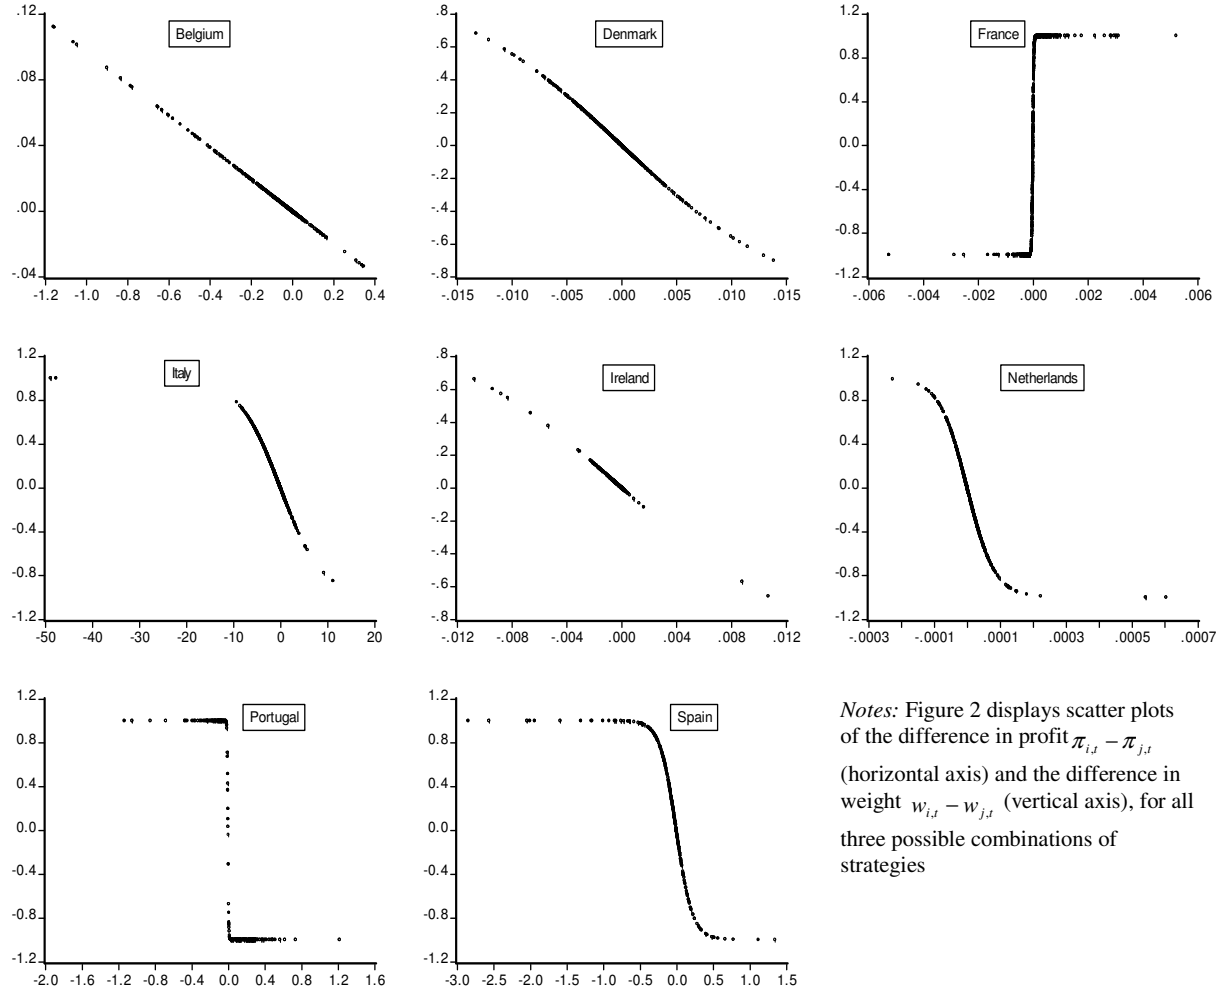 .12
.08
.04
.00
-.04
-1.2 -1.0 -0.8 -0.6 -0.4 -0.2 0.0 0.2 0.4
Belgium
.8
.6
.4
.2
.0
-.2
-.4
-.6
-.8
-.015 -.010 -.005 .000 .005 .010 .015
Denmark
1.2
0.8
0.4
0.0
-0.4
-0.8
-1.2
-.006 -.004 -.002 .000 .002 .004 .006
France
1.2
0.8
0.4
0.0
-0.4
-0.8
-1.2
-50 -40 -30 -20 -10 0 10 20
Italy
.8
.6
.4
.2
.0
-.2
-.4
-.6
-.8
-.012 -.008 -.004 .000 .004 .008 .012
Ireland
1.2
0.8
0.4
0.0
-0.4
-0.8
-1.2
-.0003 -.0001 .0001 .0003 .0005 .0007
Netherlands
1.2
0.8
0.4
0.0
-0.4
-0.8
-1.2
-2.0 -1.6 -1.2 -0.8 -0.4 0.0 0.4 0.8 1.2 1.6
Portugal
1.2
0.8
0.4
0.0
-0.4
-0.8
-1.2
-3.0 -2.5 -2.0 -1.5 -1.0 -0.5 0.0 0.5 1.0 1.5
Spain
Notes: Figure 2 displays scatter plots
of the difference in profit π_{i,t} − π_{j,t}
(horizontal axis) and the difference in
weight w_{i,t} − w_{j,t} (vertical axis), for all
three possible combinations of
strategies